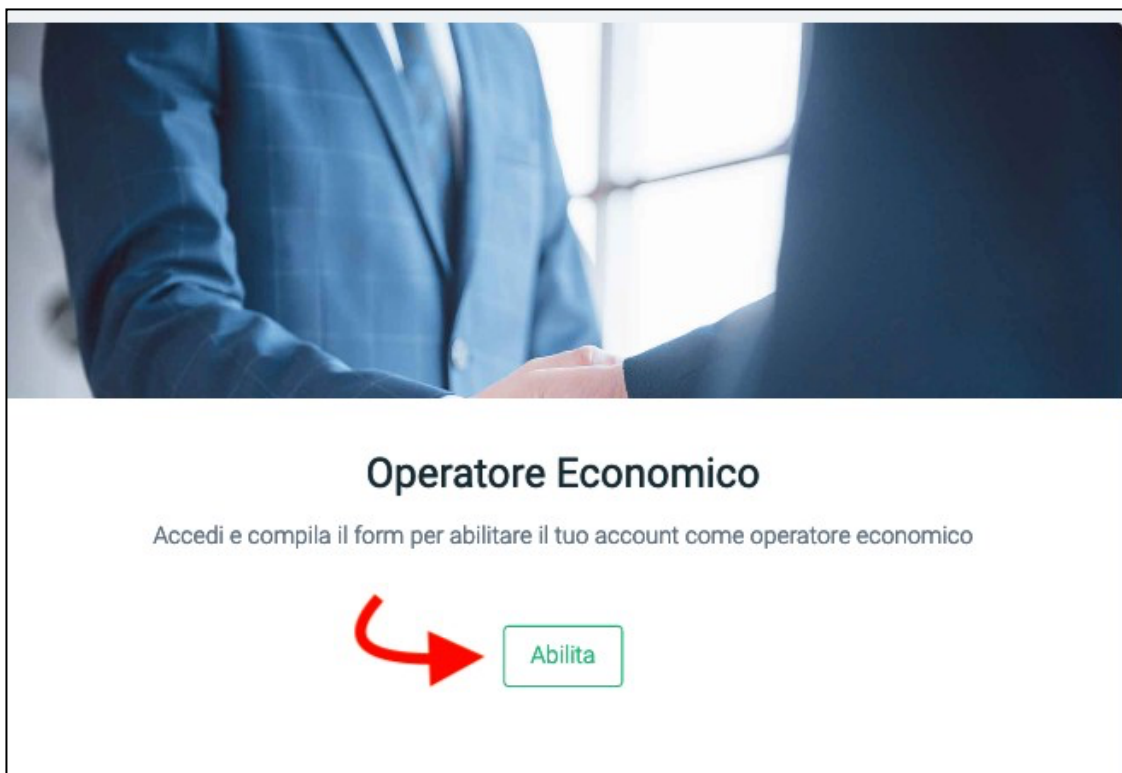 Operatore Economico
Accedi e compila il form per abilitare il tuo account come operatore economico
Abilita